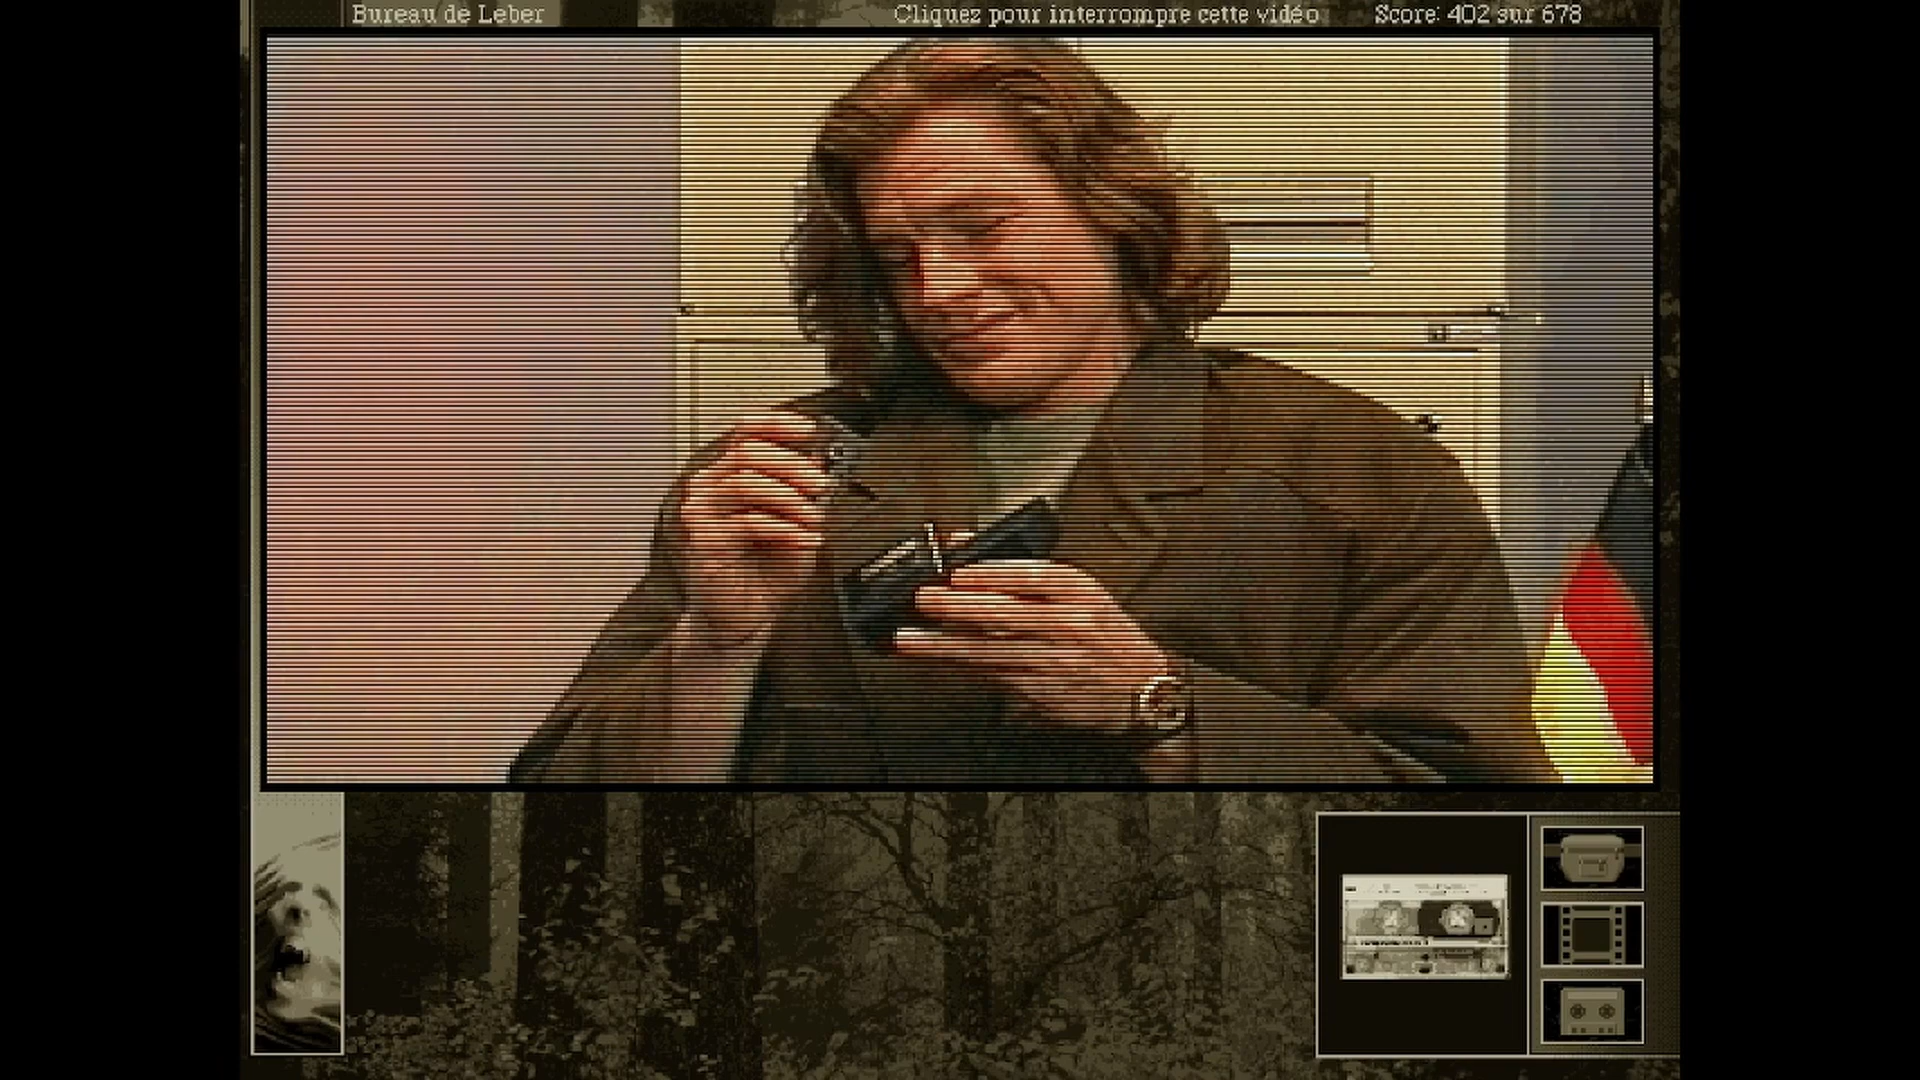 Bureau de Leber
Cliquez pour interrompre cette vidéo
Score: 402 sur 678